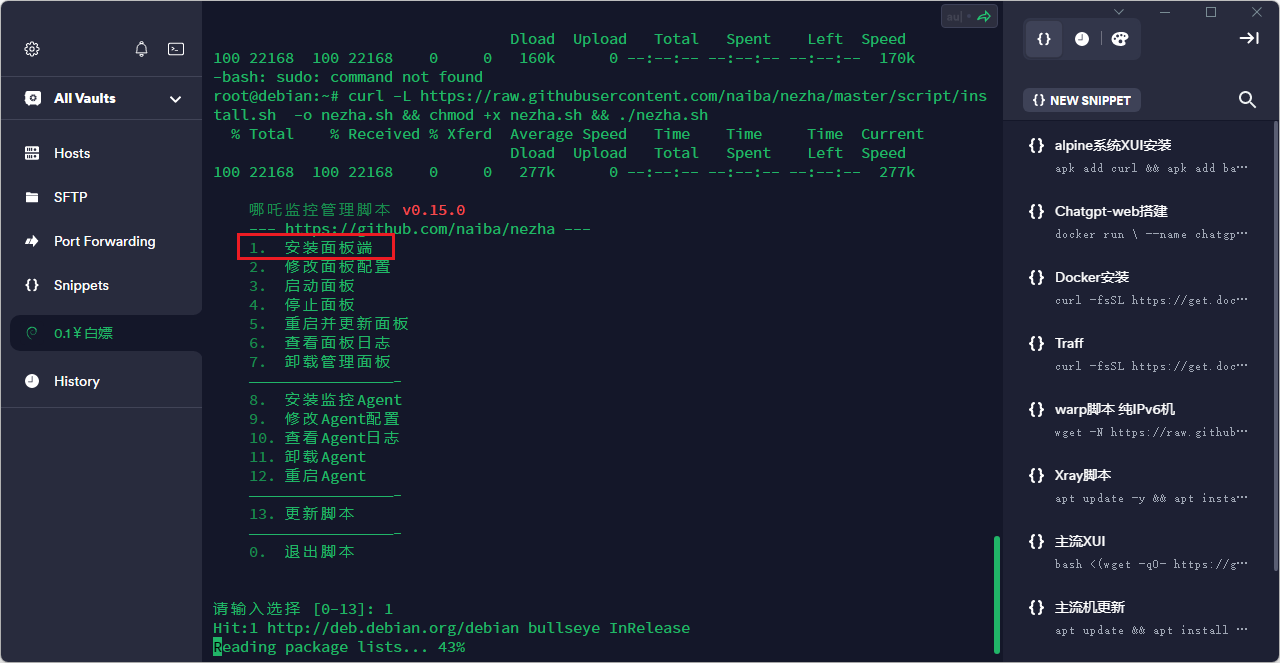 All Vaults
Hosts
SFTP
Port Forwarding
Snippets
0.1¥白嫖
History
au| •
Dload  Upload   Total   Spent    Left  Speed
100 22168  100 22168    0     0   160k      0 --:--:-- --:--:-- --:--:--  170k
-bash: sudo: command not found
root@debian:~# curl -L https://raw.githubusercontent.com/naiba/nezha/master/script/ins
tall.sh  -o nezha.sh && chmod +x nezha.sh && ./nezha.sh
% Total    % Received % Xferd  Average Speed   Time    Time     Time  Current
Dload  Upload   Total   Spent    Left  Speed
100 22168  100 22168    0     0   277k      0 --:--:-- --:--:-- --:--:--  277k
哪吒监控管理脚本 v0.15.0
--- https://github.com/naiba/nezha ---
1.  安装面板端
2.  修改面板配置
3.  启动面板
4.  停止面板
5.  重启并更新面板
6.  查看面板日志
7.  卸载管理面板
————————————————-
8.  安装监控Agent
9.  修改Agent配置
10. 查看Agent日志
11. 卸载Agent
12. 重启Agent
————————————————-
13. 更新脚本
————————————————-
0.  退出脚本
请输入选择 [0-13]: 1
Hit:1 http://deb.debian.org/debian bullseye InRelease
Reading package lists... 43%
{} NEW SNIPPET
{} alpine系统XUI安装
apk add curl && apk add ba…
{} Chatgpt-web搭建
docker run \ --name chatgp…
{} Docker安装
curl -fsSL https://get.doc…
{} Traff
curl -fsSL https://get.doc…
{} warp脚本 纯IPv6机
wget -N https://raw.github…
{} Xray脚本
apt update -y && apt insta…
{} 主流XUI
bash <(wget -qO- https://g…
{} 主流机更新
apt update && apt install …